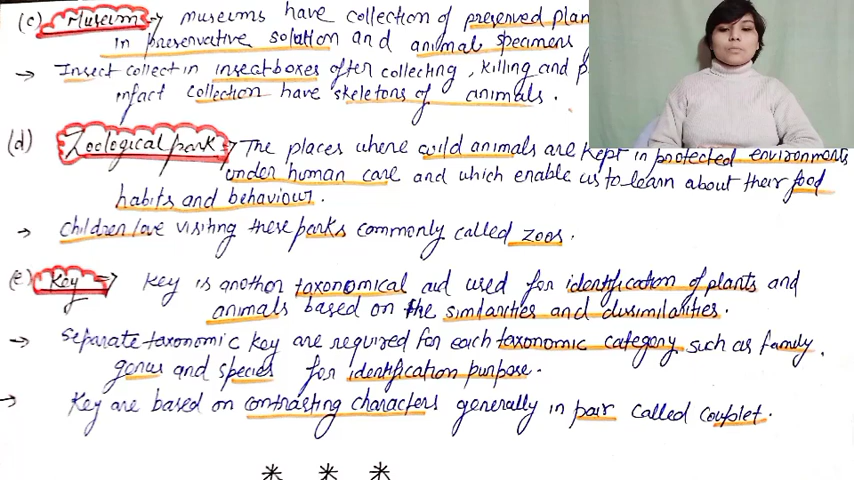 (c) Museum → museums have collection of preserved plan
in preservative solution and animal specimens
→ Insect collect in insectboxes after collecting, killing and p
infact collection have skeletons of animals.
(d) Zoological park → The places where wild animals are kept in protected environments
under human care and which enable us to learn about their food
habits and behaviour.
→ children love visiting these parks commonly called zoos.
(e) Key → Key is another taxonomical aid used for identification of plants and
animals based on the similarities and dissimilarities.
→ separate taxonomic key are required for each taxonomic category such as family,
genus and species for identification purpose.
→ Key are based on contrasting characters generally in pair called couplet.